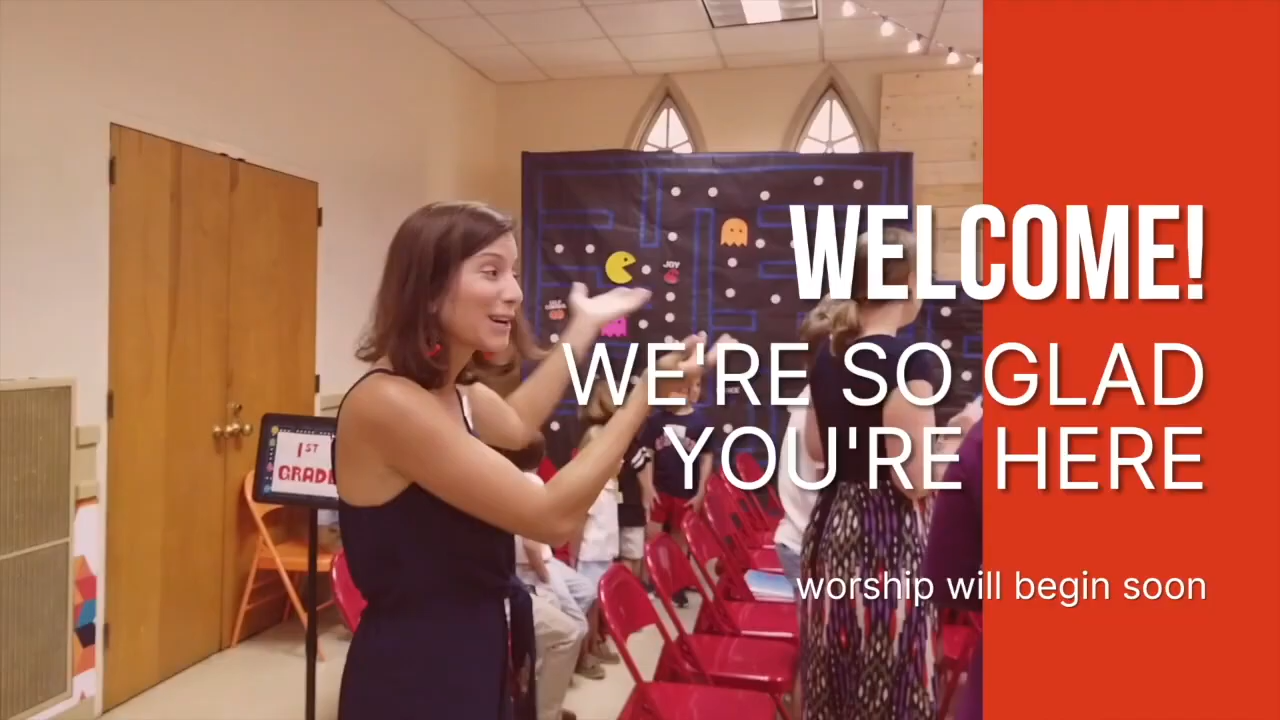 WELCOME!
WE'RE SO GLAD
YOU'RE HERE
worship will begin soon
JOY
1ST
GRADE